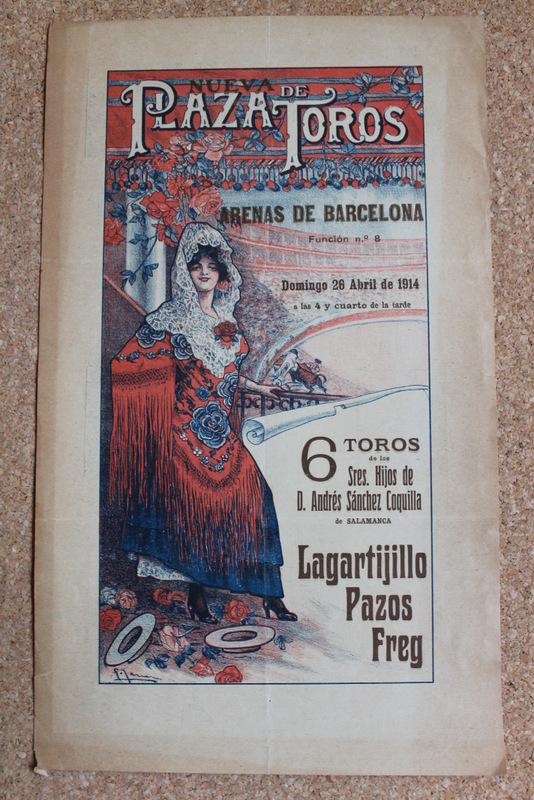 NUEVA
PLAZA DE TOROS
ARENAS DE BARCELONA
Función n.º 8
Domingo 26 Abril de 1914
a las 4 y cuarto de la tarde
6 TOROS
de los
Sres. Hijos de
D. Andrés Sánchez Coquilla
de SALAMANCA
Lagartijillo
Pazos
Freg